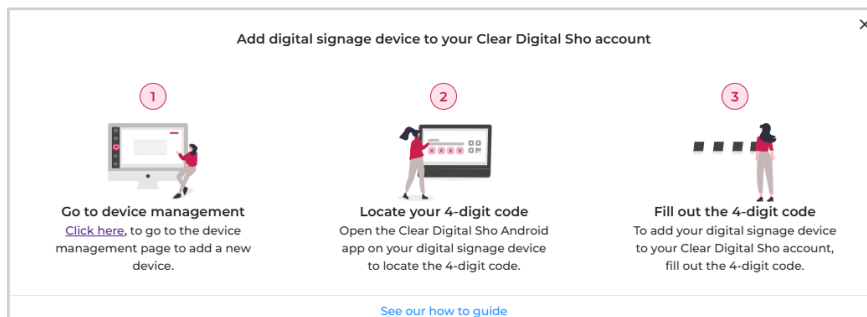 Add digital signage device to your Clear Digital Sho account
1
2
3
Go to device management
Click here, to go to the device
management page to add a new
device.
Locate your 4-digit code
Open the Clear Digital Sho Android
app on your digital signage device
to locate the 4-digit code.
Fill out the 4-digit code
To add your digital signage device
to your Clear Digital Sho account,
fill out the 4-digit code.
See our how to guide